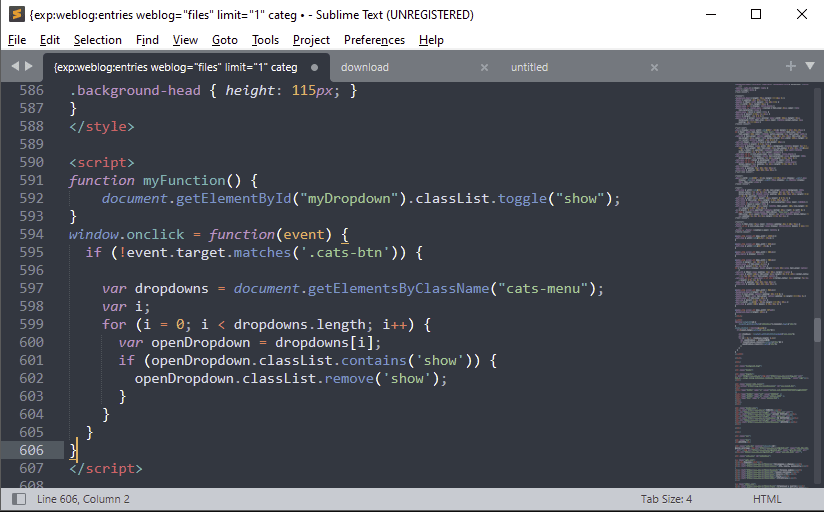 {exp:weblog:entries weblog="files" limit="1" categ • - Sublime Text (UNREGISTERED)
File Edit Selection Find View Goto Tools Project Preferences Help
{exp:weblog:entries weblog="files" limit="1" categ download untitled
586 .background-head { height: 115px; }
587 }
588 </style>
589
590 <script>
591 function myFunction() {
592 document.getElementById("myDropdown").classList.toggle("show");
593 }
594 window.onclick = function(event) {
595 if (!event.target.matches('.cats-btn')) {
596
597 var dropdowns = document.getElementsByClassName("cats-menu");
598 var i;
599 for (i = 0; i < dropdowns.length; i++) {
600 var openDropdown = dropdowns[i];
601 if (openDropdown.classList.contains('show')) {
602 openDropdown.classList.remove('show');
603 }
604 }
605 }
606 }
607 </script>
608
Line 606, Column 2 Tab Size: 4 HTML